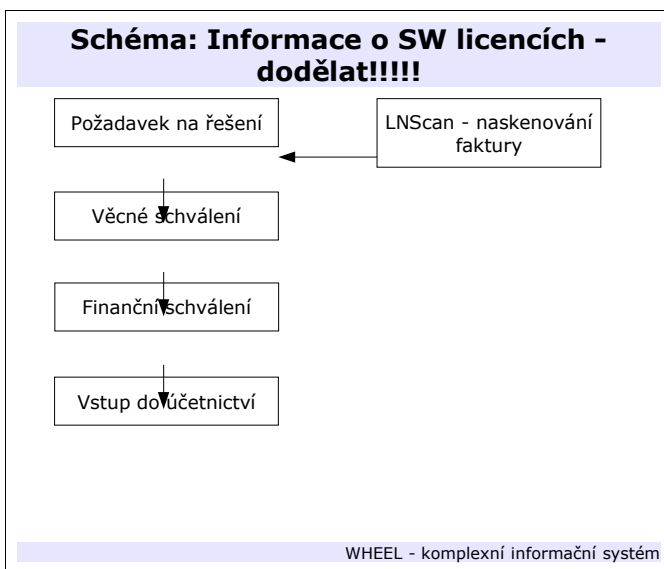 Schéma: Informace o SW licencích -
dodělat!!!!!
Požadavek na řešení
LNScan - naskenování
faktury
Věcné schválení
Finanční schválení
Vstup do účetnictví
WHEEL - komplexní informační systém